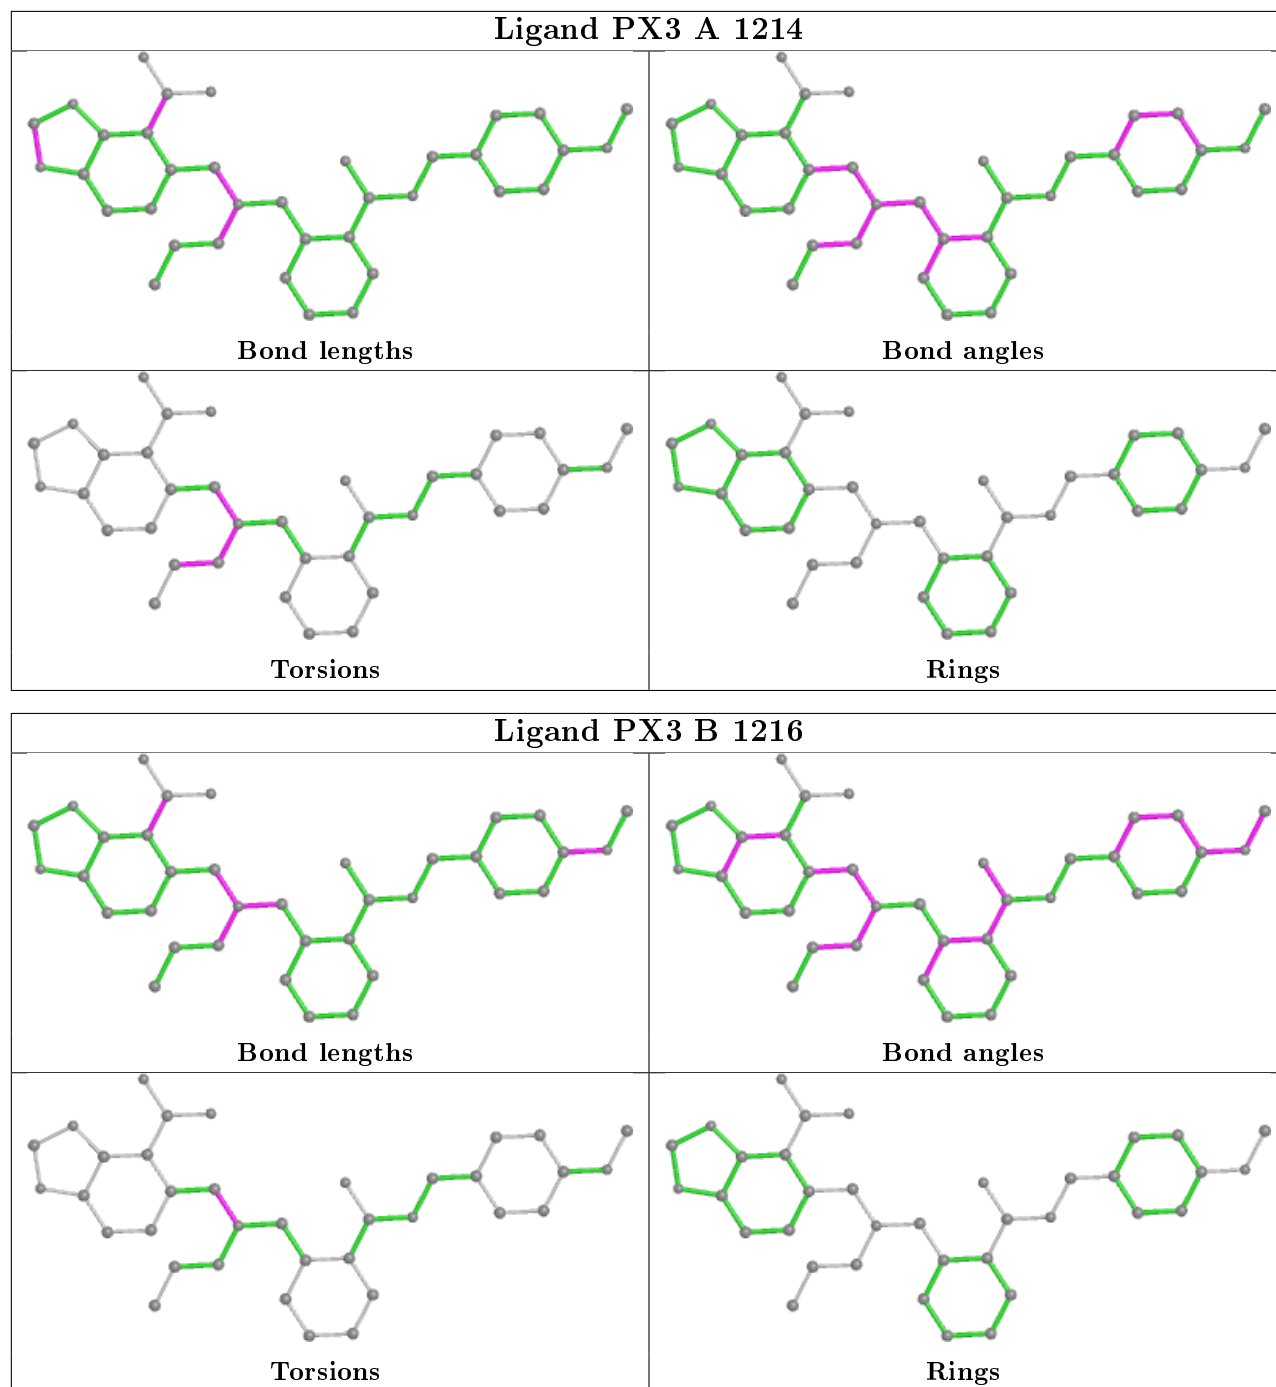 Ligand PX3 A 1214
Bond lengths
Bond angles
Torsions
Rings
Ligand PX3 B 1216
Bond lengths
Bond angles
Torsions
Rings